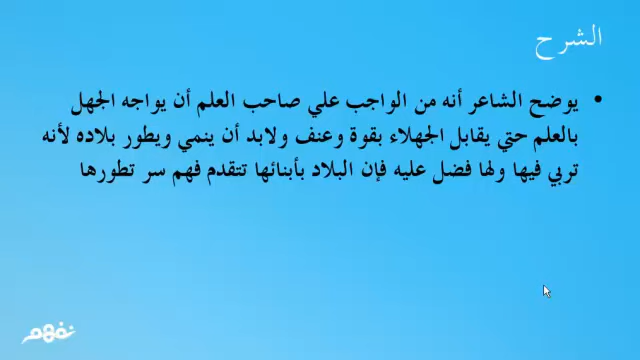 الشرح
• يوضح الشاعر أنه من الواجب علي صاحب العلم أن يواجه الجهل
بالعلم حتي يقابل الجهلاء بقوة وعنف ولابد أن ينمي ويطور بلاده لأنه
تربي فيها ولها فضل عليه فإن البلاد بأبنائها تتقدم فهم سر تطورها
نفهم